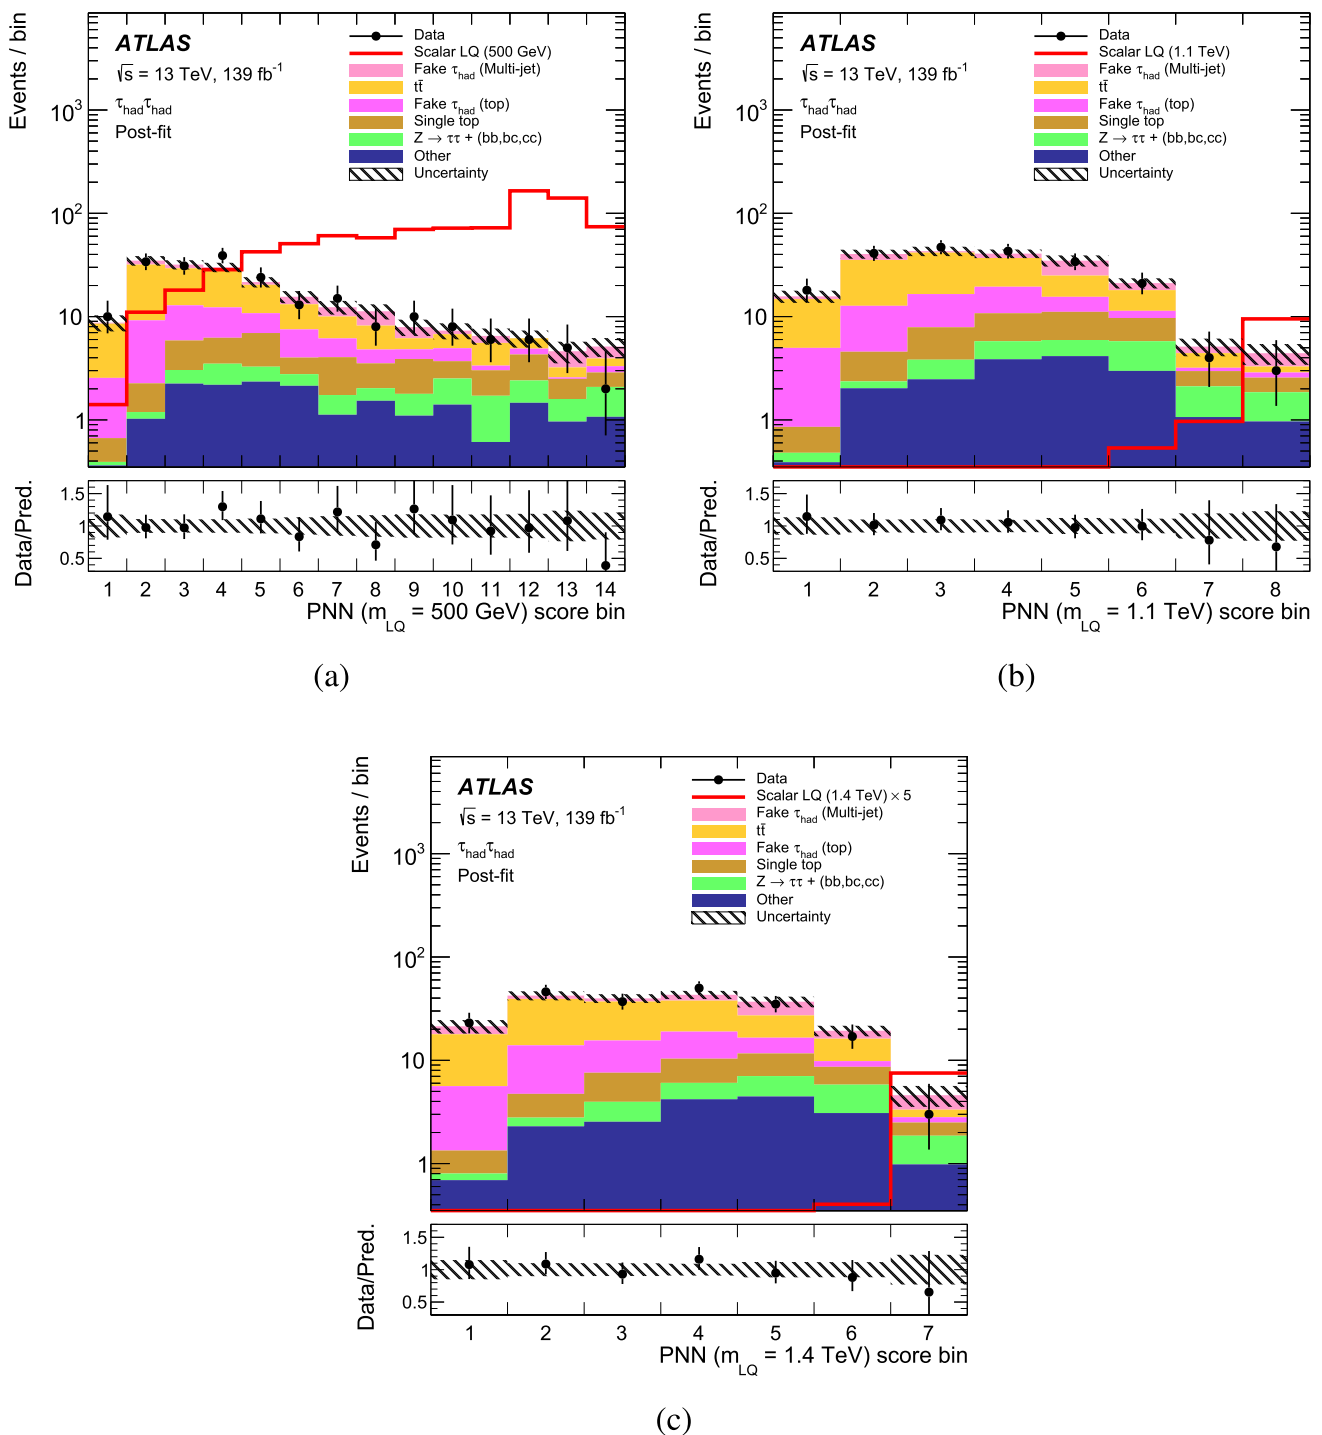 Events / bin
ATLAS
√s = 13 TeV, 139 fb⁻¹
τhadτhad
Post-fit
Data
Scalar LQ (500 GeV)
Fake τhad (Multi-jet)
tt̄
Fake τhad (top)
Single top
Z → ττ + (bb,bc,cc)
Other
Uncertainty
10³
10²
10
1
Data/Pred.
1.5
1
0.5
1 2 3 4 5 6 7 8 9 10 11 12 13 14
PNN (mLQ = 500 GeV) score bin
(a)
Events / bin
ATLAS
√s = 13 TeV, 139 fb⁻¹
τhadτhad
Post-fit
Data
Scalar LQ (1.1 TeV)
Fake τhad (Multi-jet)
tt̄
Fake τhad (top)
Single top
Z → ττ + (bb,bc,cc)
Other
Uncertainty
10³
10²
10
1
Data/Pred.
1.5
1
0.5
1 2 3 4 5 6 7 8
PNN (mLQ = 1.1 TeV) score bin
(b)
Events / bin
ATLAS
√s = 13 TeV, 139 fb⁻¹
τhadτhad
Post-fit
Data
Scalar LQ (1.4 TeV) × 5
Fake τhad (Multi-jet)
tt̄
Fake τhad (top)
Single top
Z → ττ + (bb,bc,cc)
Other
Uncertainty
10³
10²
10
1
Data/Pred.
1.5
1
0.5
1 2 3 4 5 6 7
PNN (mLQ = 1.4 TeV) score bin
(c)